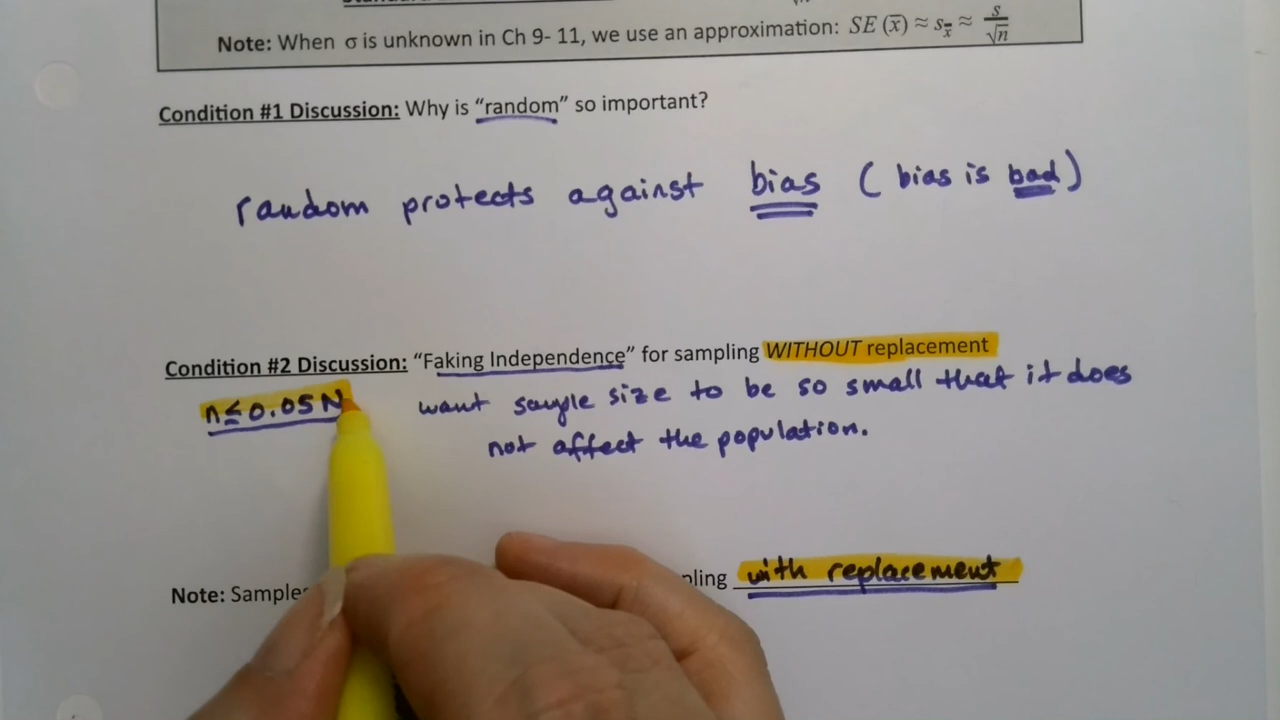 Note: When σ is unknown in Ch 9- 11, we use an approximation: SE (x̄) ≈ s_x̄ ≈ s/√n
Condition #1 Discussion: Why is “random” so important?
random protects against bias (bias is bad)
Condition #2 Discussion: “Faking Independence” for sampling WITHOUT replacement
n ≤ 0.05N want sample size to be so small that it does
not affect the population.
Note: Samples with replacement